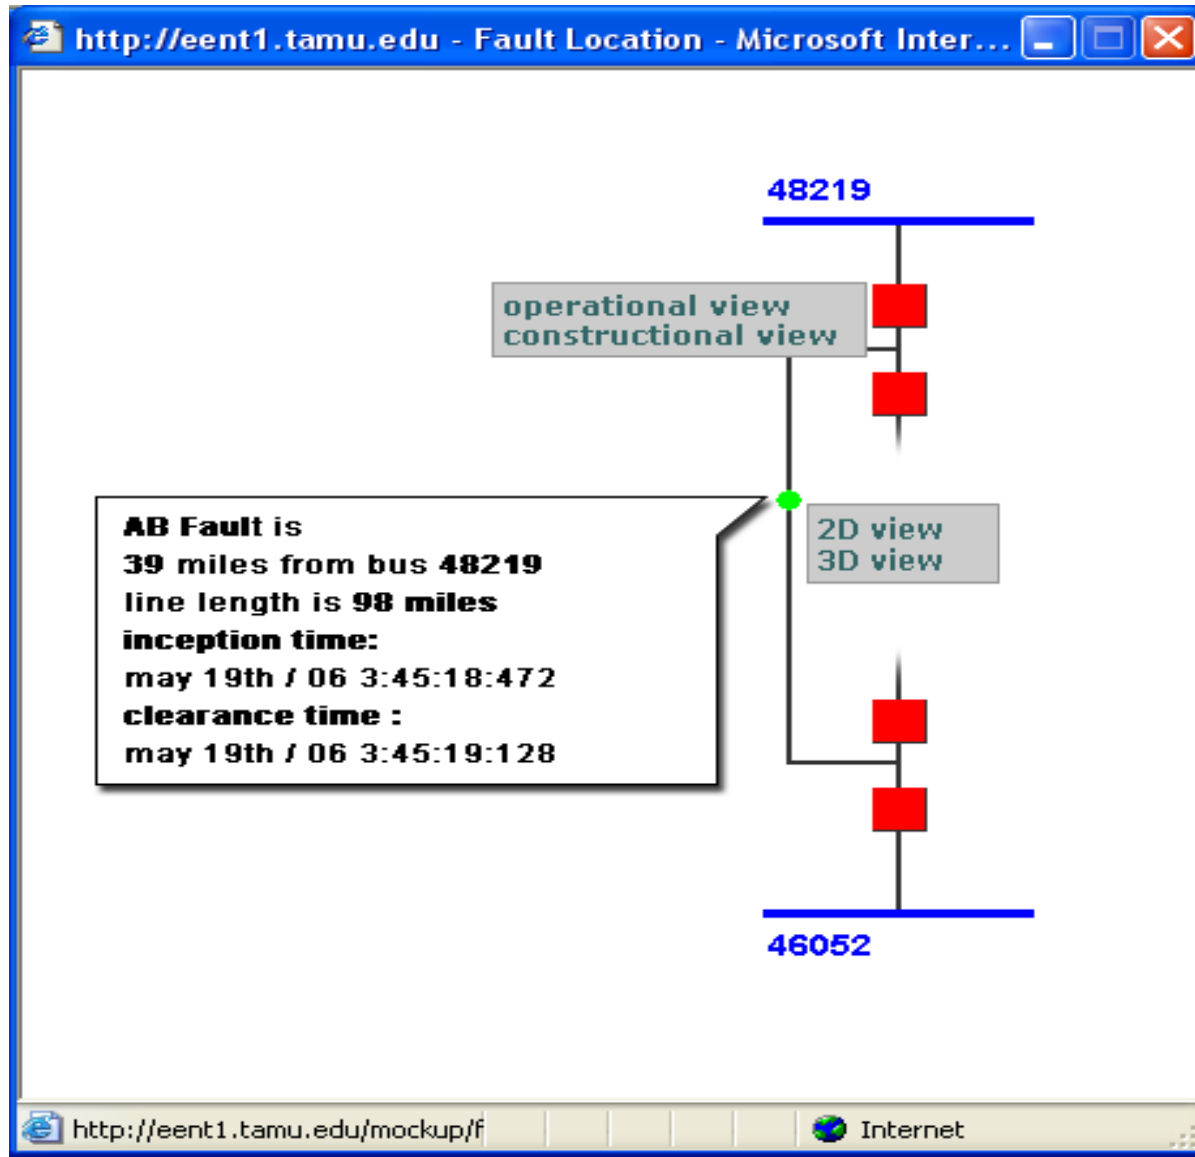 http://eent1.tamu.edu - Fault Location - Microsoft Inter...
48219
operational view
constructional view
AB Fault is
39 miles from bus 48219
line length is 98 miles
inception time:
may 19th / 06 3:45:18:472
clearance time :
may 19th / 06 3:45:19:128
2D view
3D view
46052
http://eent1.tamu.edu/mockup/f
Internet